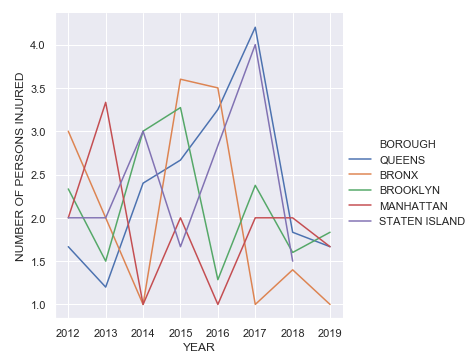 NUMBER OF PERSONS INJURED
4.0
3.5
3.0
2.5
2.0
1.5
1.0
2012 2013 2014 2015 2016 2017 2018 2019
YEAR
BOROUGH
QUEENS
BRONX
BROOKLYN
MANHATTAN
STATEN ISLAND